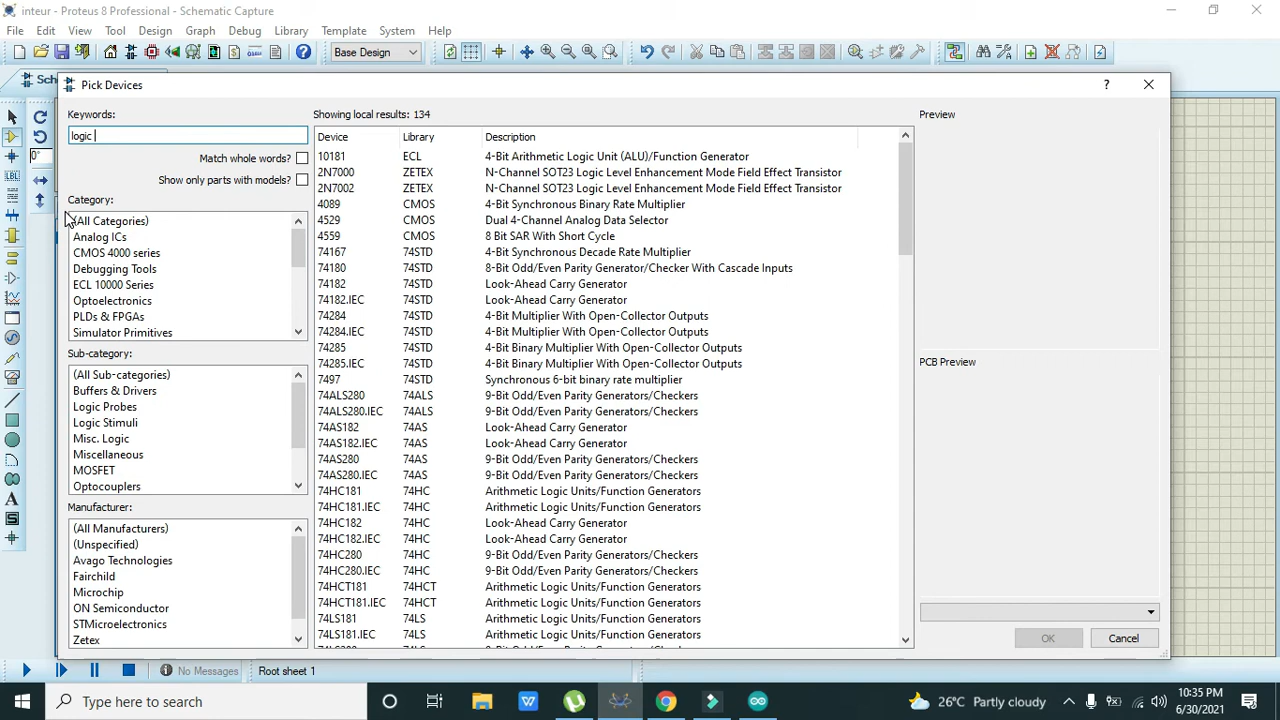 inteur - Proteus 8 Professional - Schematic Capture
File Edit View Tool Design Graph Debug Library Template System Help
Base Design
Sch
Pick Devices
Keywords:
logic
Match whole words?
Show only parts with models?
Category:
(All Categories)
Analog ICs
CMOS 4000 series
Debugging Tools
ECL 10000 Series
Optoelectronics
PLDs & FPGAs
Simulator Primitives
Sub-category:
(All Sub-categories)
Buffers & Drivers
Logic Probes
Logic Stimuli
Misc. Logic
Miscellaneous
MOSFET
Optocouplers
Manufacturer:
(All Manufacturers)
(Unspecified)
Avago Technologies
Fairchild
Microchip
ON Semiconductor
STMicroelectronics
Zetex
Showing local results: 134
Device Library Description
10181 ECL 4-Bit Arithmetic Logic Unit (ALU)/Function Generator
2N7000 ZETEX N-Channel SOT23 Logic Level Enhancement Mode Field Effect Transistor
2N7002 ZETEX N-Channel SOT23 Logic Level Enhancement Mode Field Effect Transistor
4089 CMOS 4-Bit Synchronous Binary Rate Multiplier
4529 CMOS Dual 4-Channel Analog Data Selector
4559 CMOS 8 Bit SAR With Short Cycle
74167 74STD 4-Bit Synchronous Decade Rate Multiplier
74180 74STD 8-Bit Odd/Even Parity Generator/Checker With Cascade Inputs
74182 74STD Look-Ahead Carry Generator
74182.IEC 74STD Look-Ahead Carry Generator
74284 74STD 4-Bit Multiplier With Open-Collector Outputs
74284.IEC 74STD 4-Bit Multiplier With Open-Collector Outputs
74285 74STD 4-Bit Binary Multiplier With Open-Collector Outputs
74285.IEC 74STD 4-Bit Binary Multiplier With Open-Collector Outputs
7497 74STD Synchronous 6-bit binary rate multiplier
74ALS280 74ALS 9-Bit Odd/Even Parity Generators/Checkers
74ALS280.IEC 74ALS 9-Bit Odd/Even Parity Generators/Checkers
74AS182 74AS Look-Ahead Carry Generator
74AS182.IEC 74AS Look-Ahead Carry Generator
74AS280 74AS 9-Bit Odd/Even Parity Generators/Checkers
74AS280.IEC 74AS 9-Bit Odd/Even Parity Generators/Checkers
74HC181 74HC Arithmetic Logic Units/Function Generators
74HC181.IEC 74HC Arithmetic Logic Units/Function Generators
74HC182 74HC Look-Ahead Carry Generator
74HC182.IEC 74HC Look-Ahead Carry Generator
74HC280 74HC 9-Bit Odd/Even Parity Generators/Checkers
74HC280.IEC 74HC 9-Bit Odd/Even Parity Generators/Checkers
74HCT181 74HCT Arithmetic Logic Units/Function Generators
74HCT181.IEC 74HCT Arithmetic Logic Units/Function Generators
74LS181 74LS Arithmetic Logic Units/Function Generators
74LS181.IEC 74LS Arithmetic Logic Units/Function Generators
Preview
PCB Preview
OK Cancel
No Messages Root sheet 1
Type here to search
26°C Partly cloudy
10:35 PM
6/30/2021